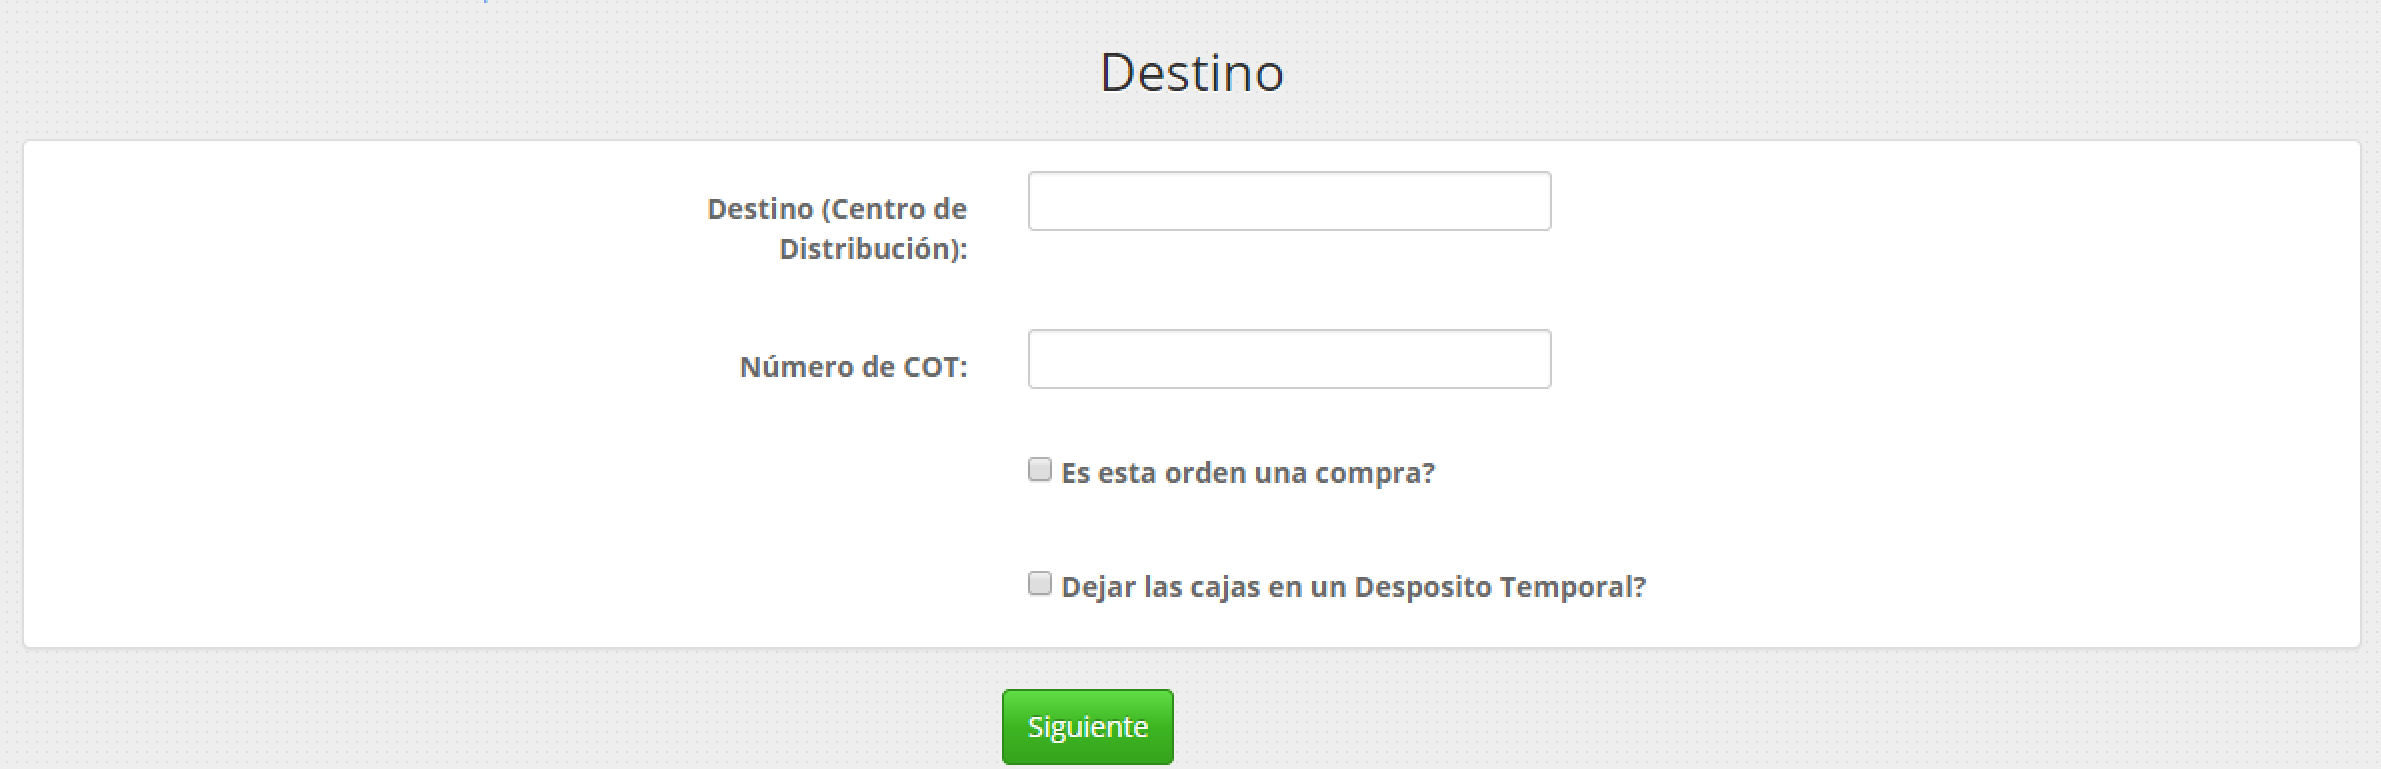 Destino
Destino (Centro de
Distribución):
Número de COT:
Es esta orden una compra?
Dejar las cajas en un Desposito Temporal?
Siguiente